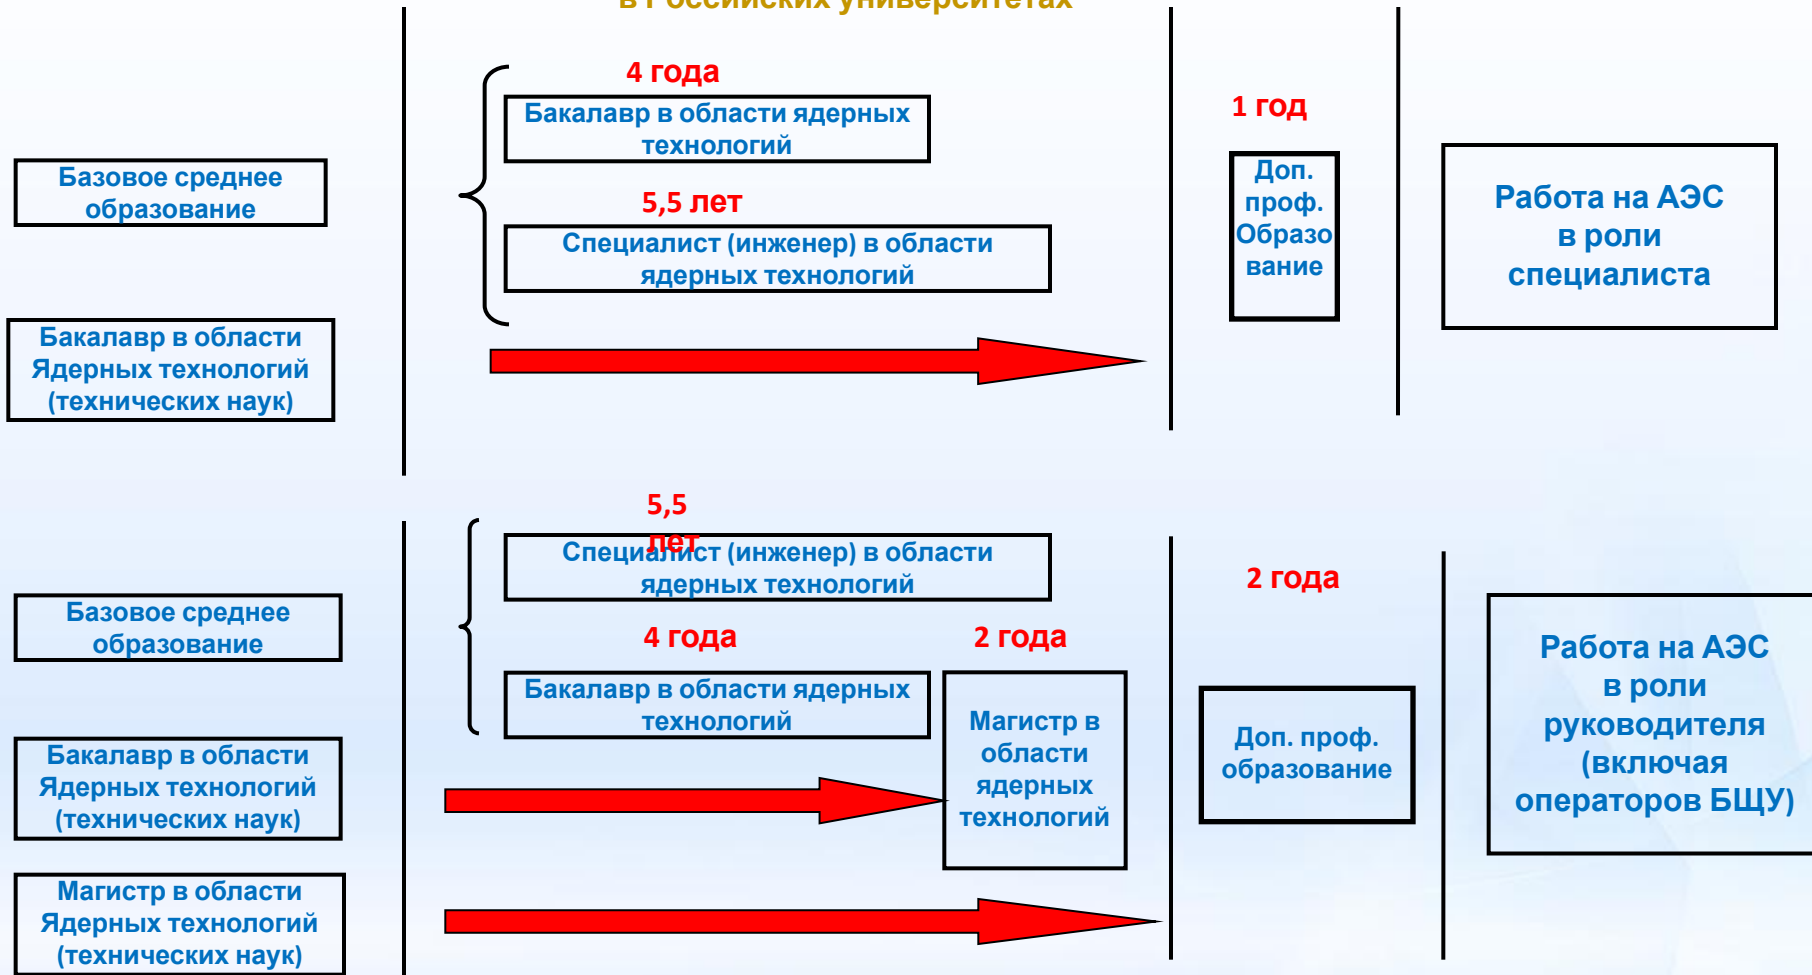 в Российских университетах
4 года
Бакалавр в области ядерных
технологий
1 год
Базовое среднее
образование
5,5 лет
Специалист (инженер) в области
ядерных технологий
Доп.
проф.
Образо
вание
Работа на АЭС
в роли
специалиста
Бакалавр в области
Ядерных технологий
(технических наук)
5,5
лет
Специалист (инженер) в области
ядерных технологий
2 года
Базовое среднее
образование
4 года
2 года
Бакалавр в области ядерных
технологий
Магистр в
области
ядерных
технологий
Доп. проф.
образование
Работа на АЭС
в роли
руководителя
(включая
операторов БЩУ)
Бакалавр в области
Ядерных технологий
(технических наук)
Магистр в области
Ядерных технологий
(технических наук)